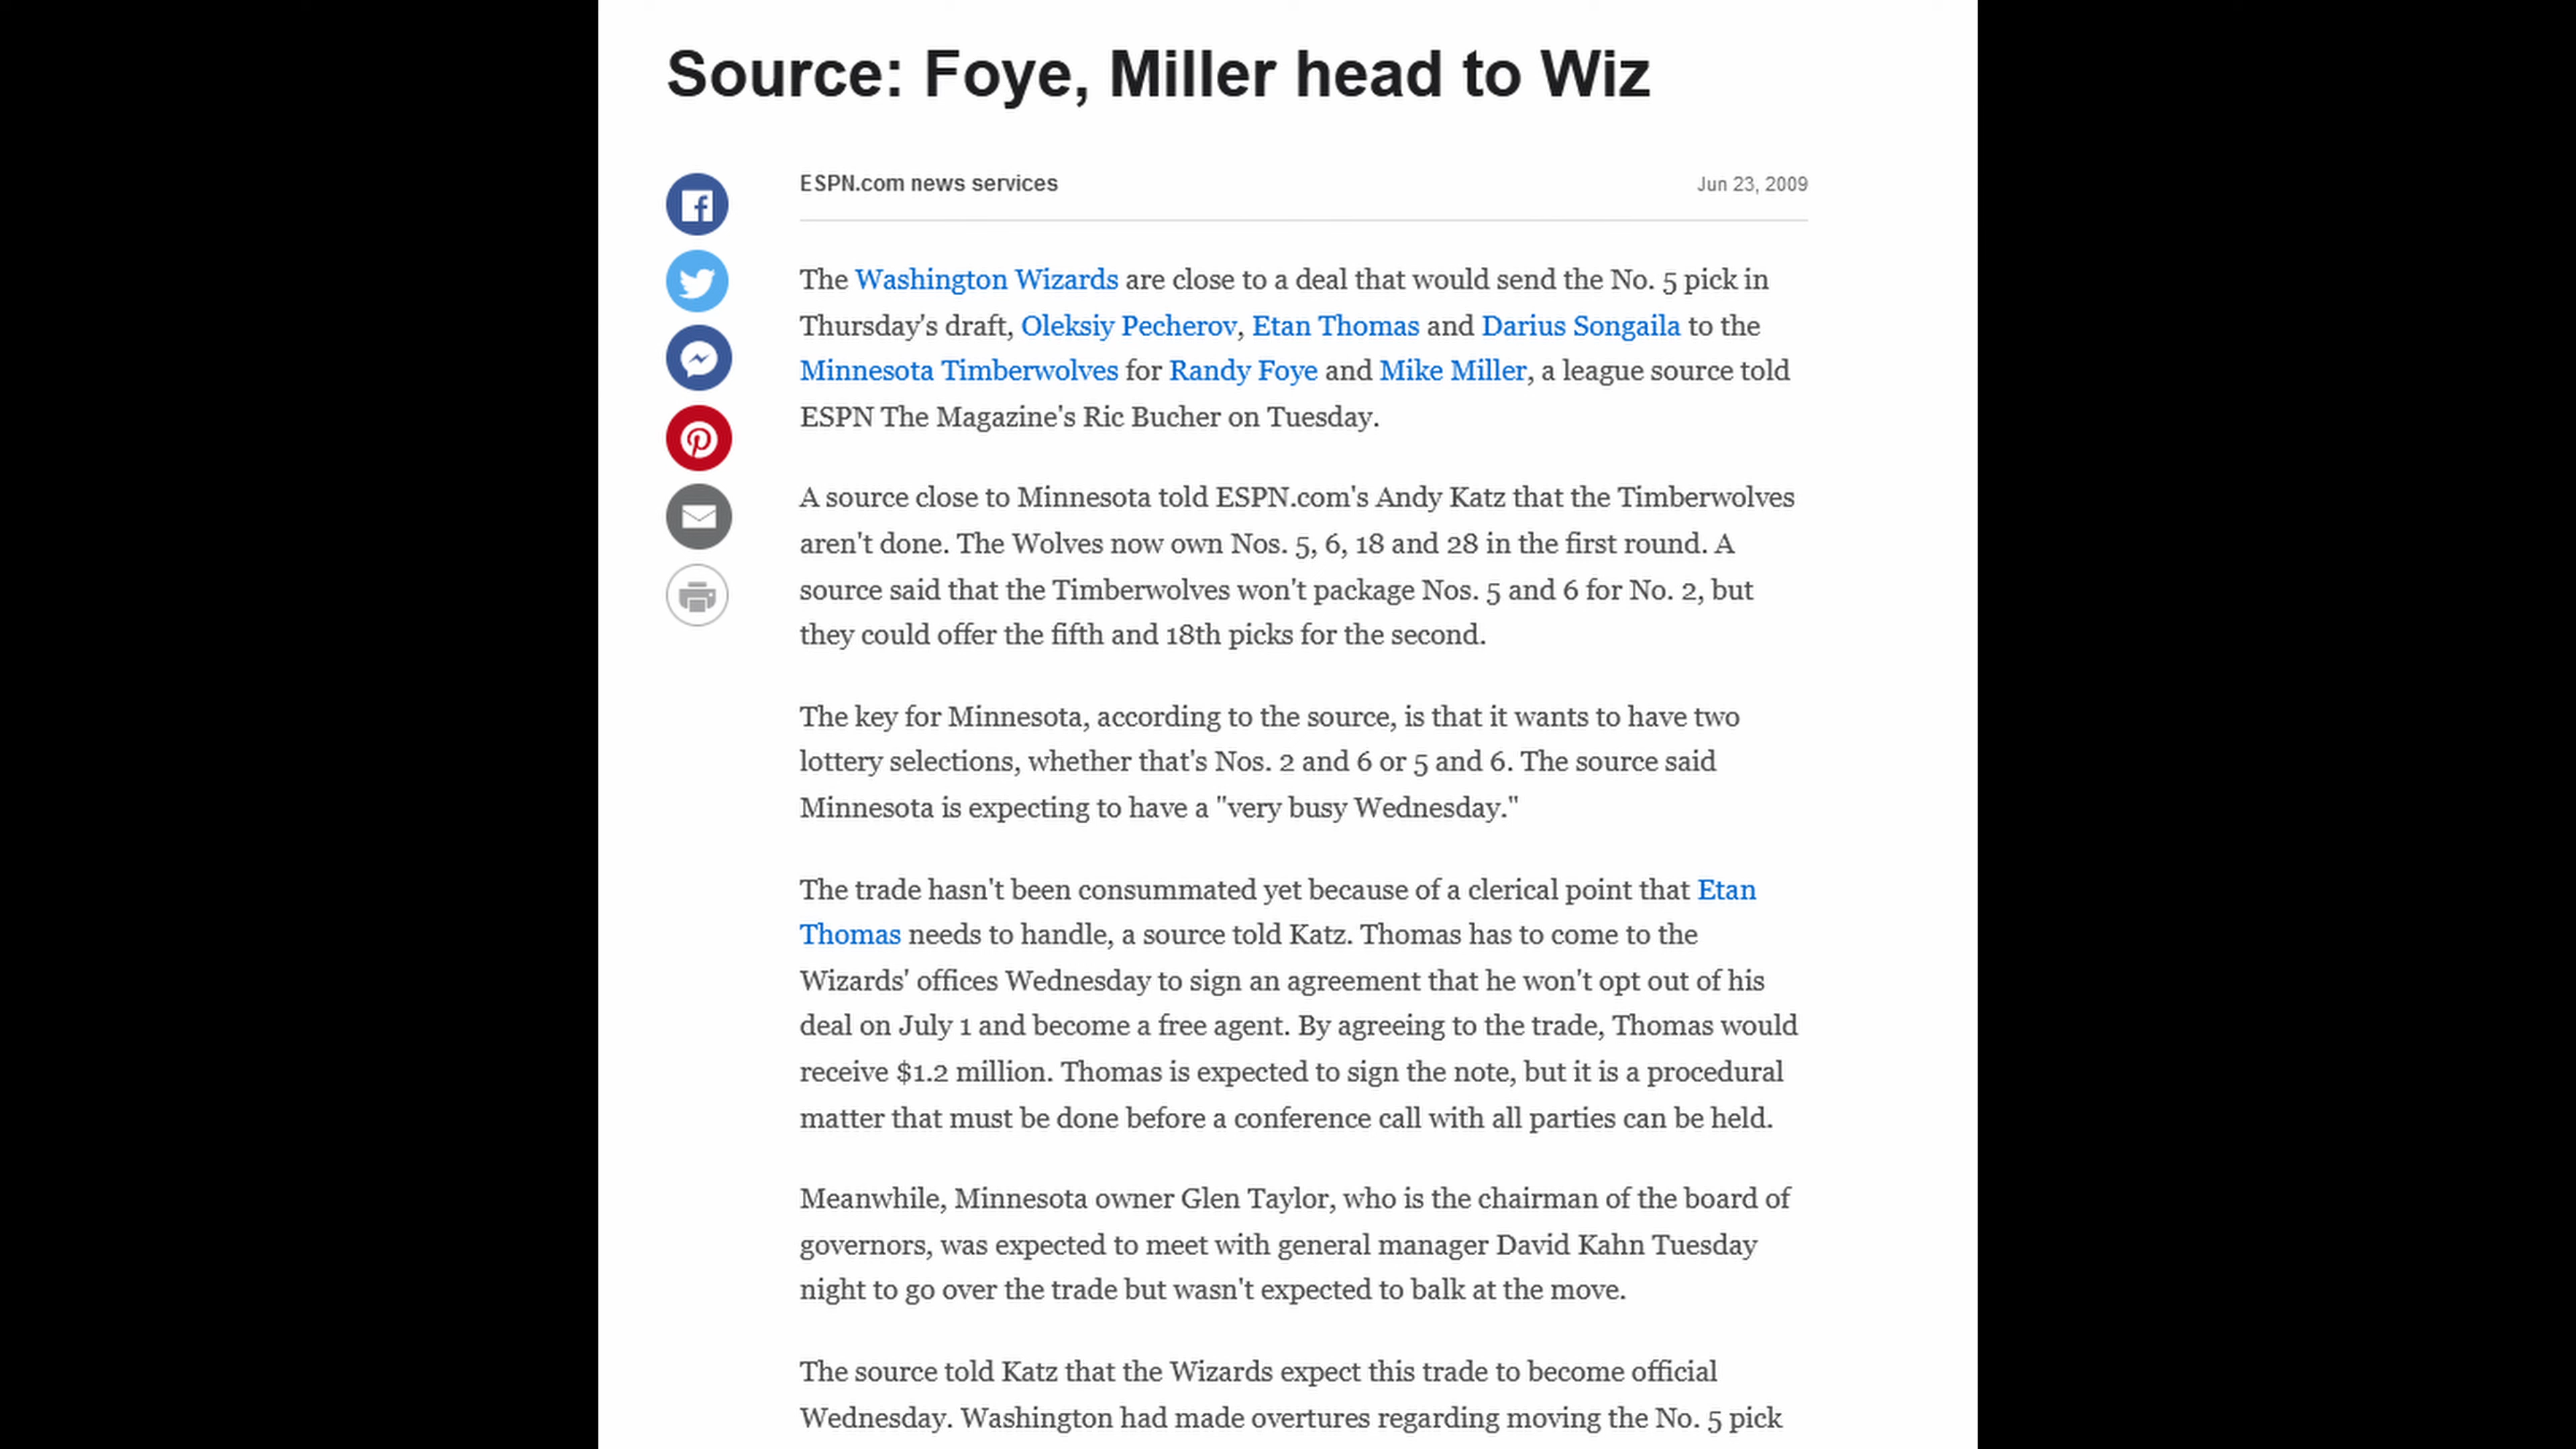 Source: Foye, Miller head to Wiz
ESPN.com news services
Jun 23, 2009
The Washington Wizards are close to a deal that would send the No. 5 pick in
Thursday's draft, Oleksiy Pecherov, Etan Thomas and Darius Songaila to the
Minnesota Timberwolves for Randy Foye and Mike Miller, a league source told
ESPN The Magazine's Ric Bucher on Tuesday.
A source close to Minnesota told ESPN.com's Andy Katz that the Timberwolves
aren't done. The Wolves now own Nos. 5, 6, 18 and 28 in the first round. A
source said that the Timberwolves won't package Nos. 5 and 6 for No. 2, but
they could offer the fifth and 18th picks for the second.
The key for Minnesota, according to the source, is that it wants to have two
lottery selections, whether that's Nos. 2 and 6 or 5 and 6. The source said
Minnesota is expecting to have a "very busy Wednesday."
The trade hasn't been consummated yet because of a clerical point that Etan
Thomas needs to handle, a source told Katz. Thomas has to come to the
Wizards' offices Wednesday to sign an agreement that he won't opt out of his
deal on July 1 and become a free agent. By agreeing to the trade, Thomas would
receive $1.2 million. Thomas is expected to sign the note, but it is a procedural
matter that must be done before a conference call with all parties can be held.
Meanwhile, Minnesota owner Glen Taylor, who is the chairman of the board of
governors, was expected to meet with general manager David Kahn Tuesday
night to go over the trade but wasn't expected to balk at the move.
The source told Katz that the Wizards expect this trade to become official
Wednesday. Washington had made overtures regarding moving the No. 5 pick